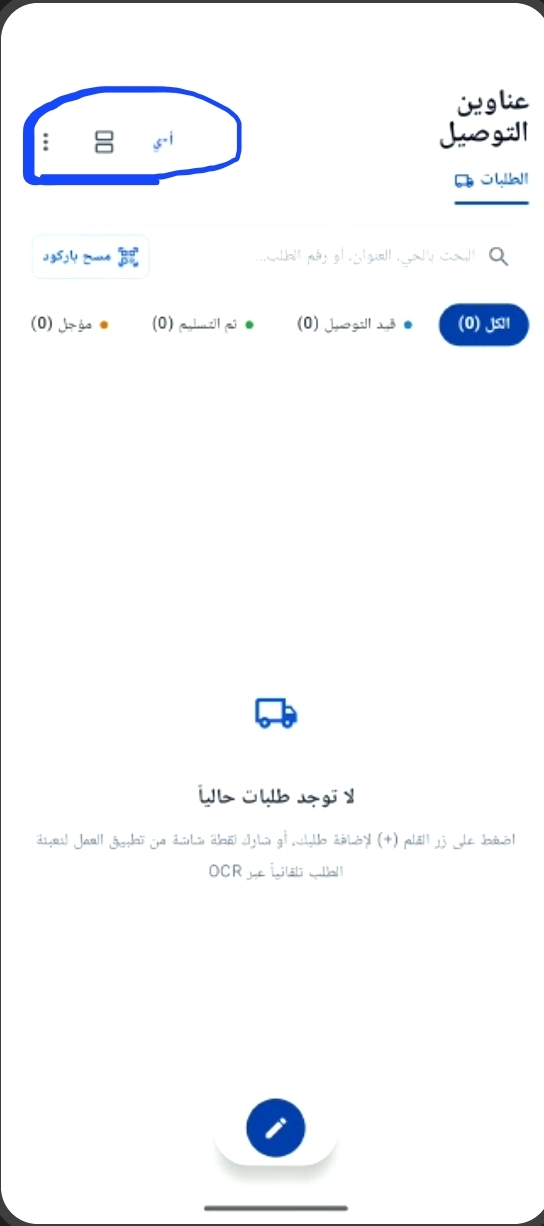 عناوين
التوصيل
أ-ي
الطلبات
البحث بالحي، العنوان، أو رقم الطلب...
مسح باركود
الكل (0)
قيد التوصيل (0)
تم التسليم (0)
مؤجل (0)
لا توجد طلبات حالياً
اضغط على زر القلم (+) لإضافة طلبك، أو شارك لقطة شاشة من تطبيق العمل لتعبئة
الطلب تلقائياً عبر OCR